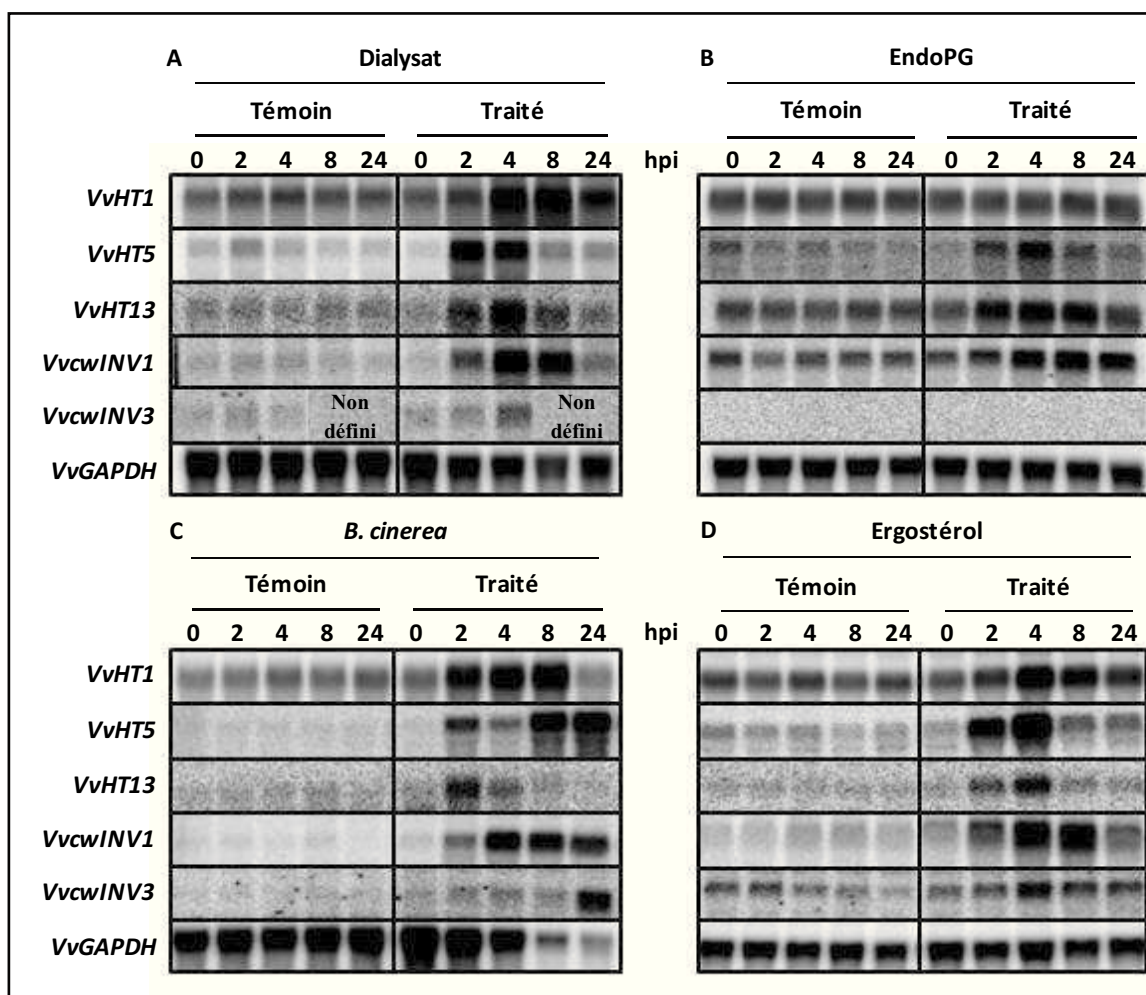 A Dialysat B EndoPG
Témoin Traité Témoin Traité
0 2 4 8 24 0 2 4 8 24 hpi 0 2 4 8 24 0 2 4 8 24
VvHT1
VvHT5
VvHT13
VvcwINV1
VvcwINV3 Non défini Non défini
VvGAPDH
C B. cinerea D Ergostérol
Témoin Traité Témoin Traité
0 2 4 8 24 0 2 4 8 24 hpi 0 2 4 8 24 0 2 4 8 24
VvHT1
VvHT5
VvHT13
VvcwINV1
VvcwINV3
VvGAPDH